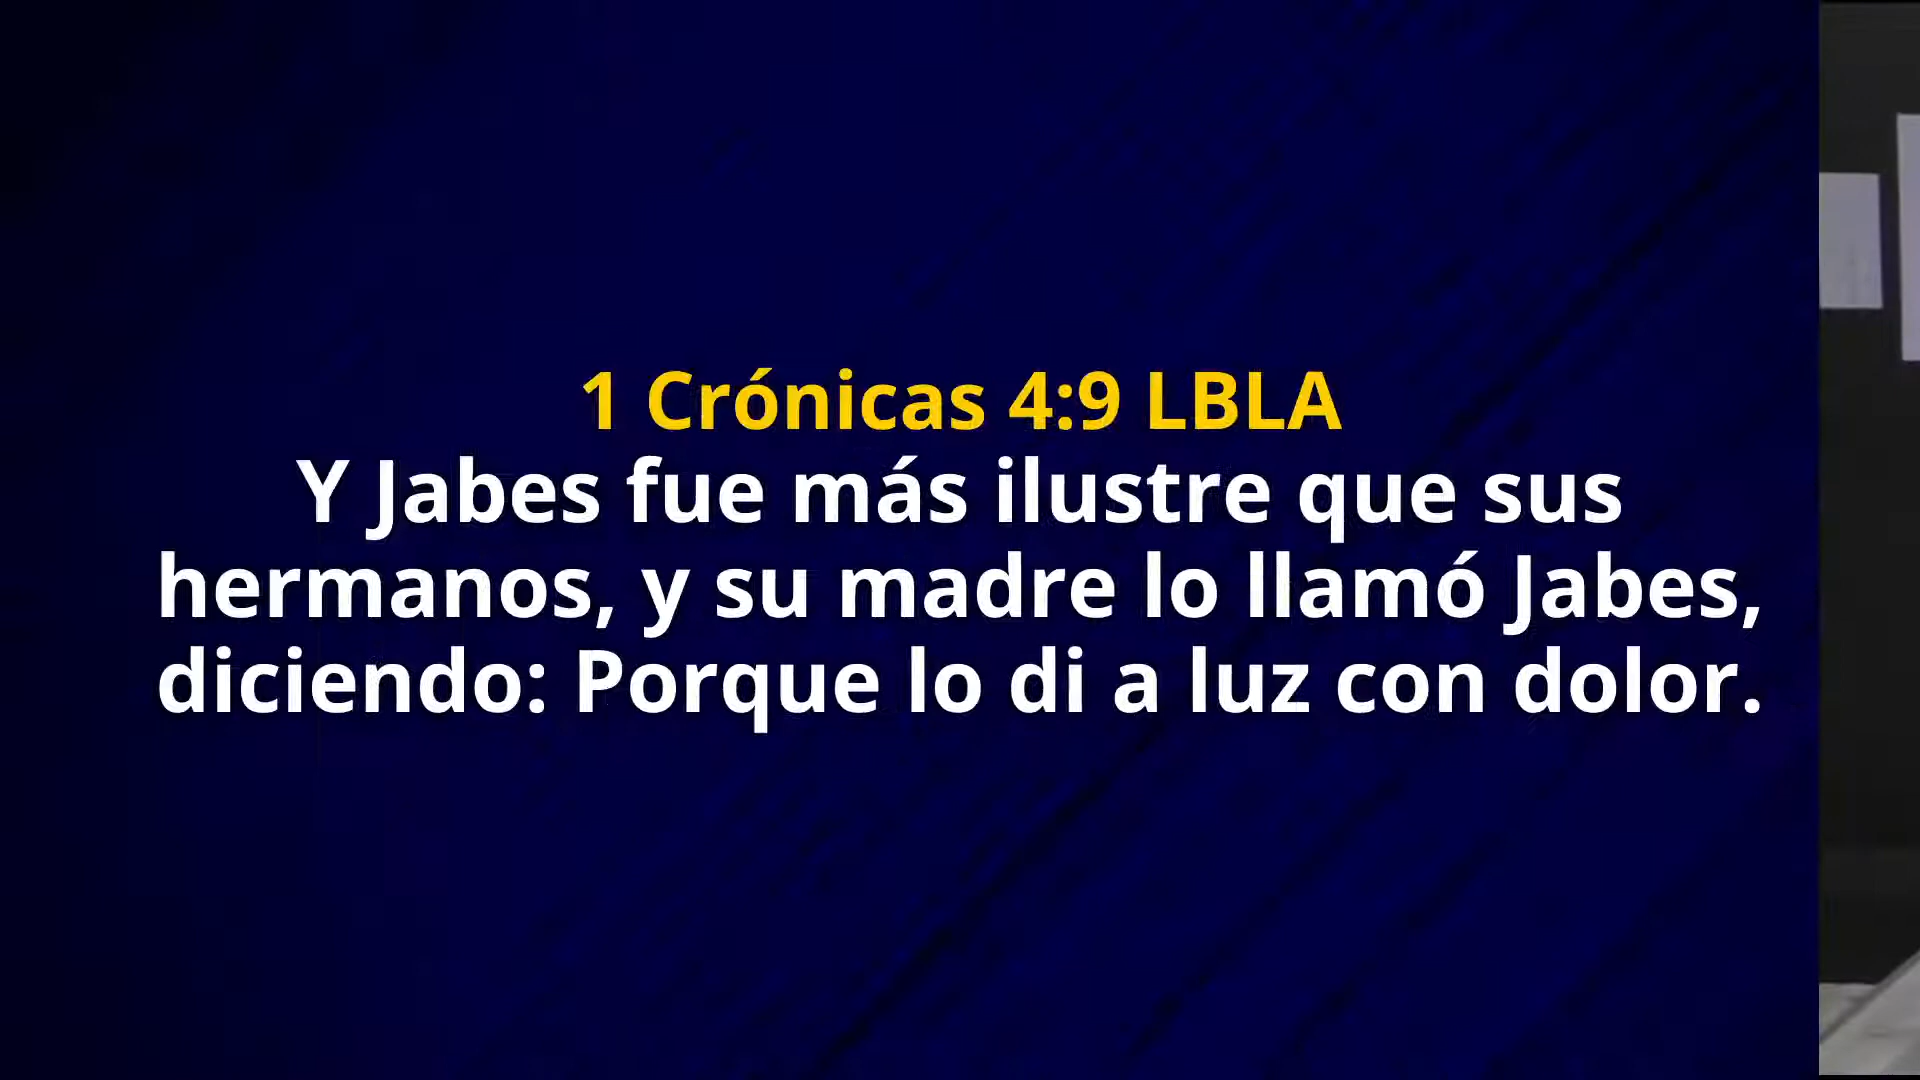 1 Crónicas 4:9 LBLA
Y Jabes fue más ilustre que sus
hermanos, y su madre lo llamó Jabes,
diciendo: Porque lo di a luz con dolor.